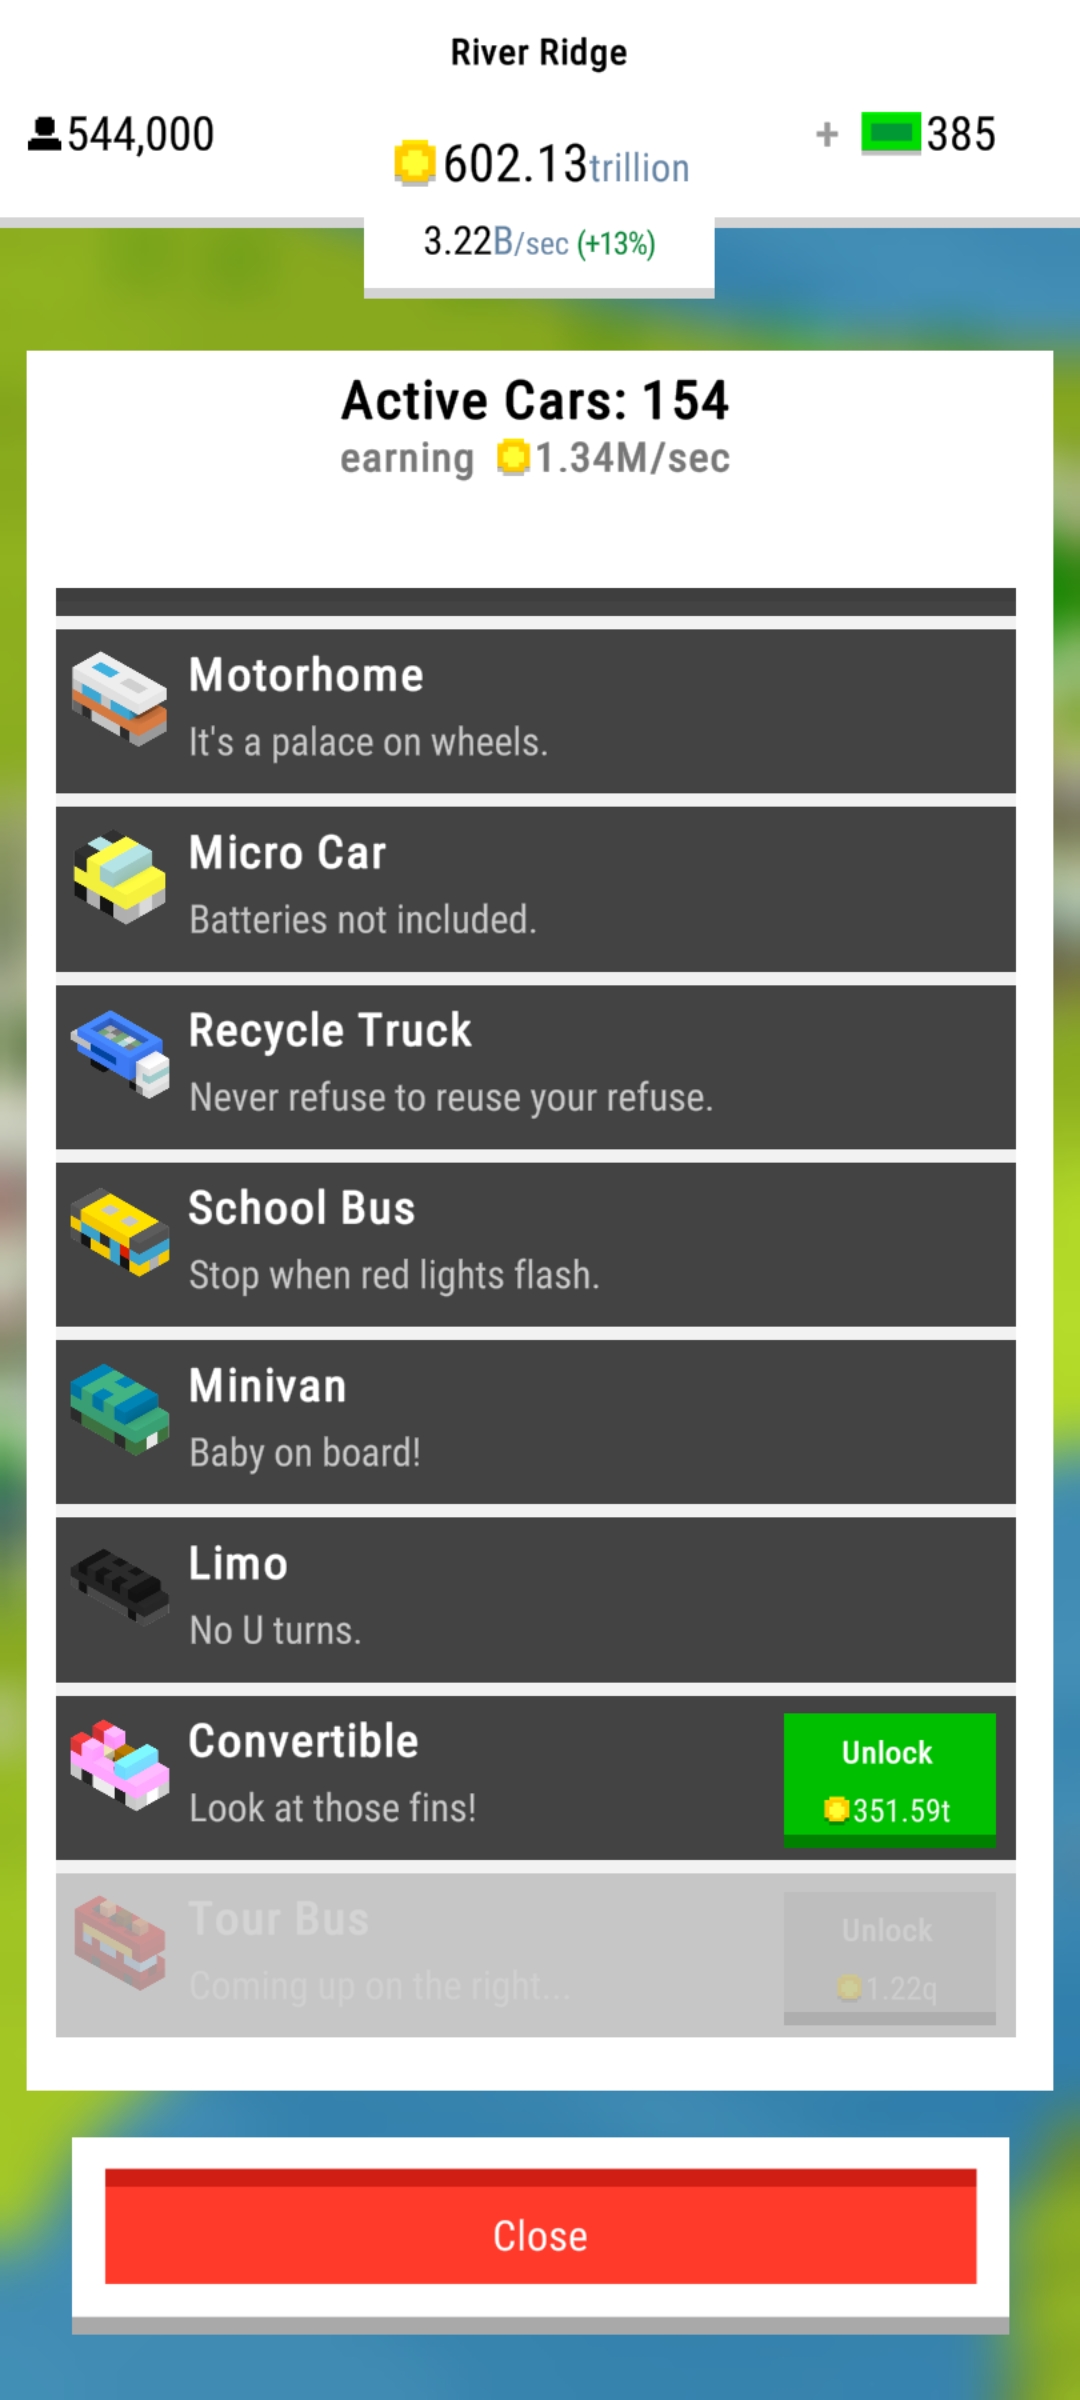 River Ridge
544,000
602.13trillion
+ 385
3.22B/sec (+13%)
Active Cars: 154
earning 1.34M/sec
Motorhome
It's a palace on wheels.
Micro Car
Batteries not included.
Recycle Truck
Never refuse to reuse your refuse.
School Bus
Stop when red lights flash.
Minivan
Baby on board!
Limo
No U turns.
Convertible
Look at those fins!
Unlock
351.59t
Tour Bus
Coming up on the right...
Unlock
1.22q
Close